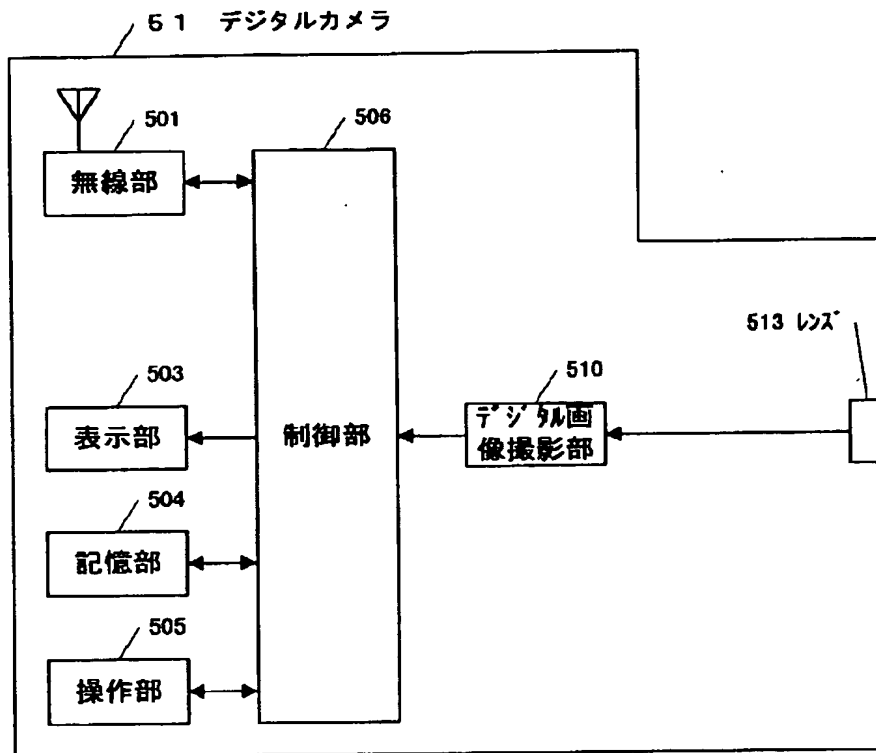 51 デジタルカメラ
501
無線部
506
制御部
503
表示部
504
記憶部
505
操作部
510
デジタル画
像撮影部
513 レンズ